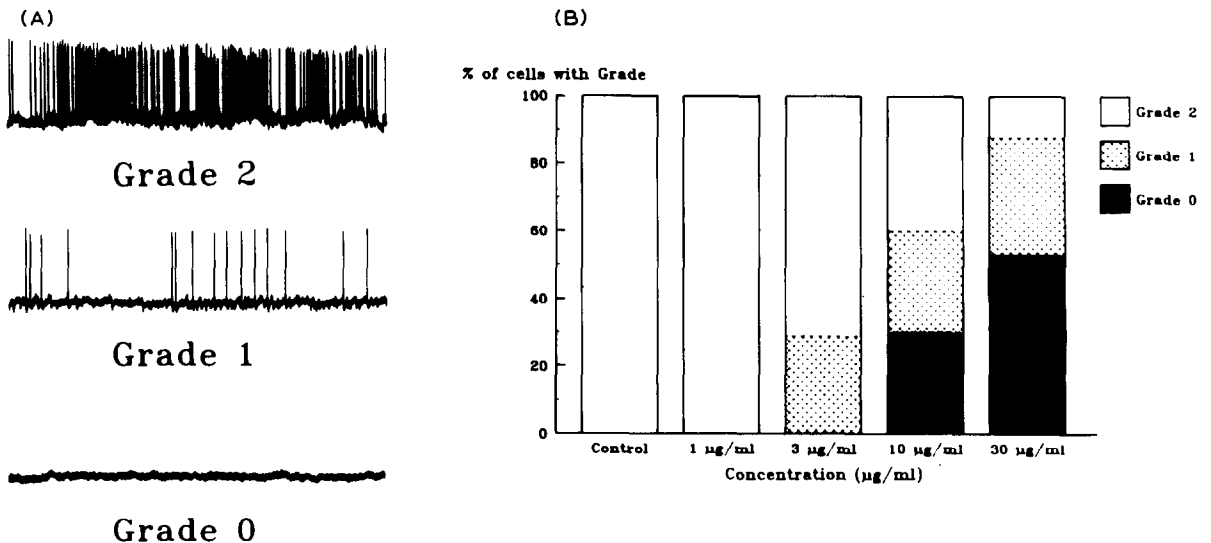 (A)
Grade 2
Grade 1
Grade 0
(B)
% of cells with Grade
100
80
60
40
20
0
Control 1 µg/ml 3 µg/ml 10 µg/ml 30 µg/ml
Concentration (µg/ml)
Grade 2
Grade 1
Grade 0